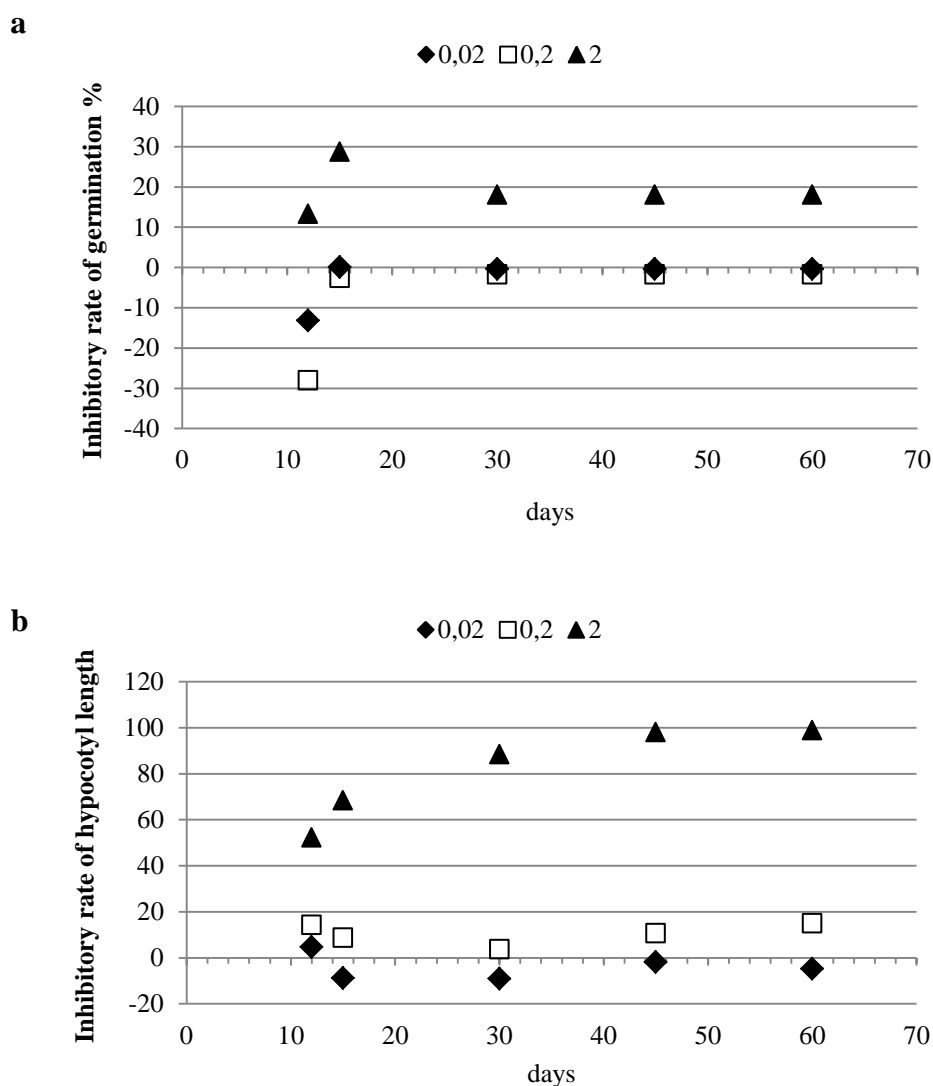 a
0,02 0,2 2
Inhibitory rate of germination %
40
30
20
10
0
-10
-20
-30
-40
0 10 20 30 40 50 60 70
days
b
0,02 0,2 2
Inhibitory rate of hypocotyl length
120
100
80
60
40
20
0
-20
0 10 20 30 40 50 60 70
days